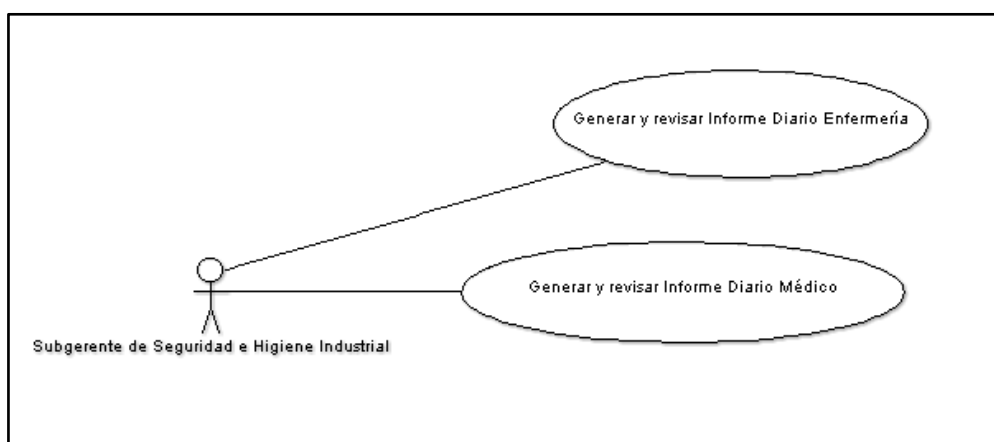 Generar y revisar Informe Diario Enfermería
Generar y revisar Informe Diario Médico
Subgerente de Seguridad e Higiene Industrial